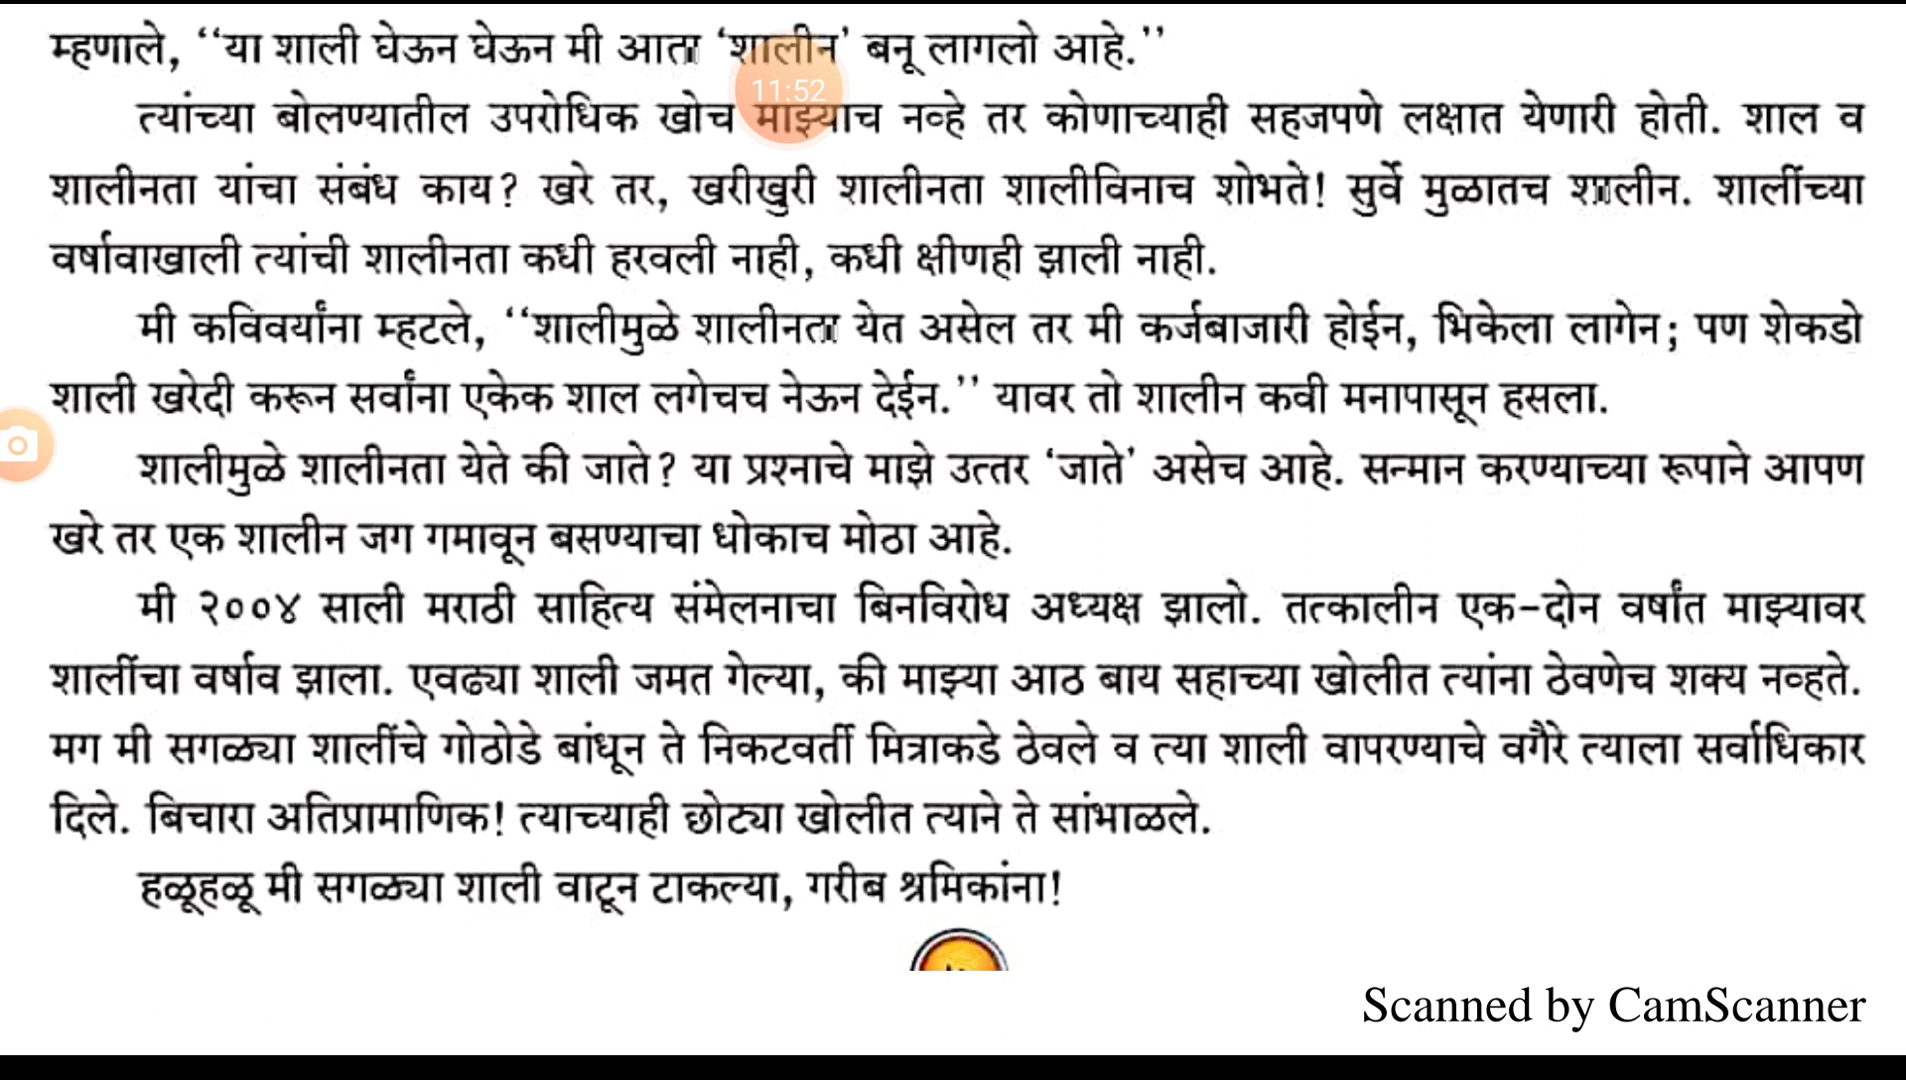 म्हणाले, ‘‘या शाली घेऊन घेऊन मी आता ‘शालीन’ बनू लागलो आहे.’’
11:52
त्यांच्या बोलण्यातील उपरोधिक खोच माझ्याच नव्हे तर कोणाच्याही सहजपणे लक्षात येणारी होती. शाल व
शालीनता यांचा संबंध काय? खरे तर, खरीखुरी शालीनता शालीविनाच शोभते! सुर्वे मुळातच शालीन. शालींच्या
वर्षावाखाली त्यांची शालीनता कधी हरवली नाही, कधी क्षीणही झाली नाही.
मी कविवर्यांना म्हटले, ‘‘शालीमुळे शालीनता येत असेल तर मी कर्जबाजारी होईन, भिकेला लागेन; पण शेकडो
शाली खरेदी करून सर्वांना एकेक शाल लगेचच नेऊन देईन.’’ यावर तो शालीन कवी मनापासून हसला.
शालीमुळे शालीनता येते की जाते? या प्रश्नाचे माझे उत्तर ‘जाते’ असेच आहे. सन्मान करण्याच्या रूपाने आपण
खरे तर एक शालीन जग गमावून बसण्याचा धोकाच मोठा आहे.
मी २००४ साली मराठी साहित्य संमेलनाचा बिनविरोध अध्यक्ष झालो. तत्कालीन एक-दोन वर्षांत माझ्यावर
शालींचा वर्षाव झाला. एवढ्या शाली जमत गेल्या, की माझ्या आठ बाय सहाच्या खोलीत त्यांना ठेवणेच शक्य नव्हते.
मग मी सगळ्या शालींचे गोठोडे बांधून ते निकटवर्ती मित्राकडे ठेवले व त्या शाली वापरण्याचे वगैरे त्याला सर्वाधिकार
दिले. बिचारा अतिप्रामाणिक! त्याच्याही छोट्या खोलीत त्याने ते सांभाळले.
हळूहळू मी सगळ्या शाली वाटून टाकल्या, गरीब श्रमिकांना!
Scanned by CamScanner